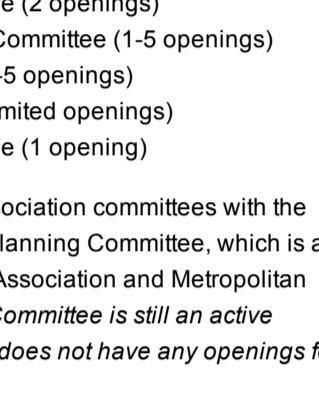 e (2 openings)
Committee (1-5 openings)
-5 openings)
mited openings)
e (1 opening)
ociation committees with the
lanning Committee, which is a
Association and Metropolitan
Committee is still an active
does not have any openings f